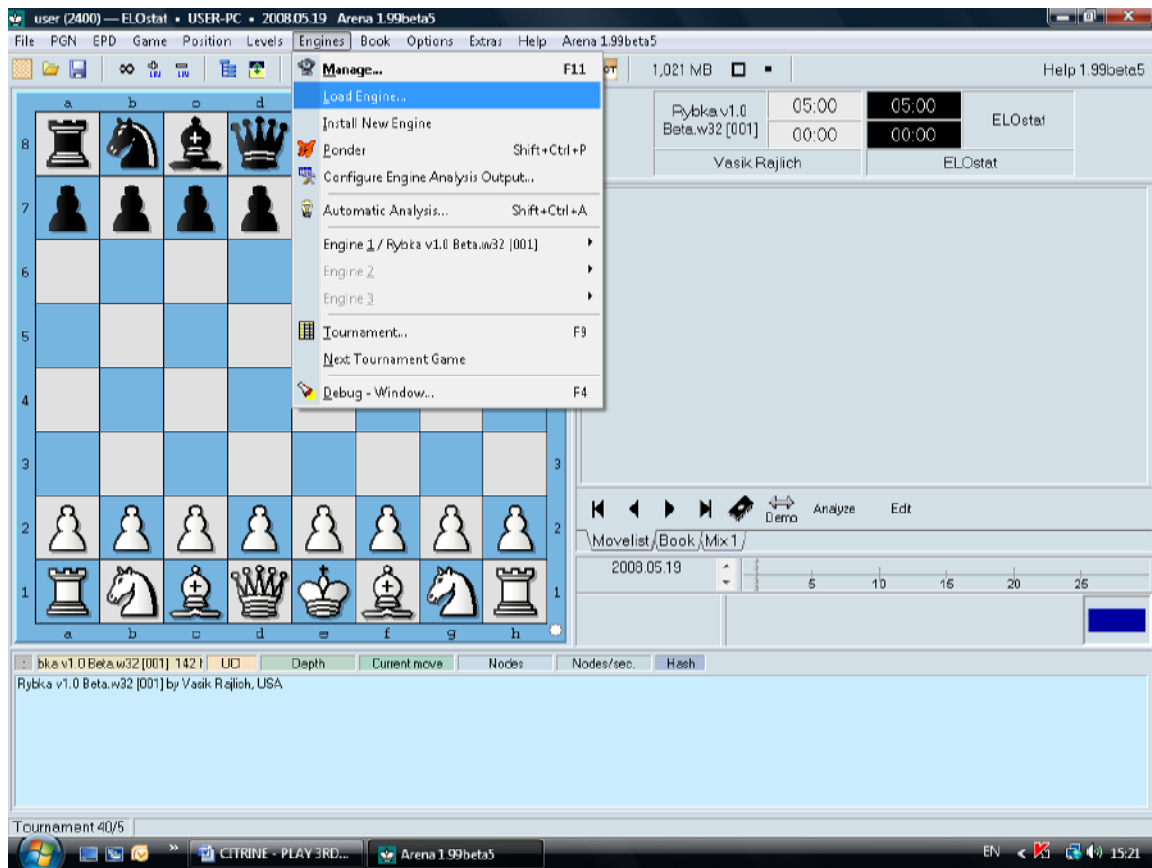 user (2400) — ELOstat • USER-PC • 2008.05.19 Arena 1.99beta5
File PGN EPD Game Position Levels Engines Book Options Extras Help Arena 1.99beta5
1,021 MB Help 1.99beta5
Manage... F11
Load Engine...
Install New Engine
Ponder Shift+Ctrl+P
Configure Engine Analysis Output...
Automatic Analysis... Shift+Ctrl+A
Engine 1 / Rybka v1.0 Beta.w32 [001]
Engine 2
Engine 3
Tournament... F9
Next Tournament Game
Debug - Window... F4
Rybka v1.0
Beta.w32 [001]
05:00 05:00
00:00 00:00
ELOstat
Vasik Rajlich ELOstat
a b c d
8
7
6
5
4
3 3
2 2
1 1
a b c d e f g h
Demo Analyze Edit
Movelist Book Mix 1
2008.05.19
5 10 15 20 25
: bka v1.0 Beta.w32 [001] 142 UCI Depth Current move Nodes Nodes/sec. Hash
Rybka v1.0 Beta.w32 [001] by Vasik Rajlich, USA
Tournament 40/5
» CITRINE - PLAY 3RD... Arena 1.99beta5 EN < 15:21